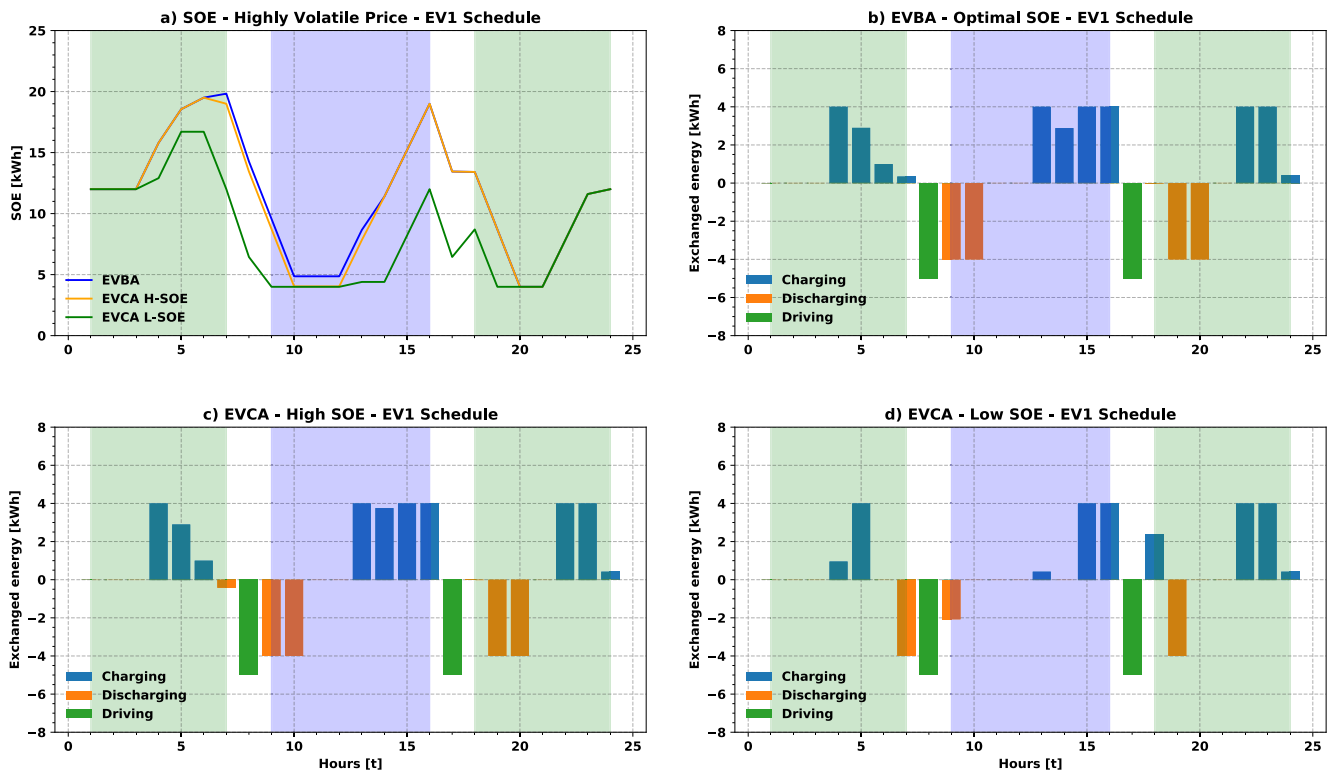 a) SOE - Highly Volatile Price - EV1 Schedule
25
20
15
10
5
0
SOE [kWh]
EVBA
EVCA H-SOE
EVCA L-SOE
0 5 10 15 20 25
b) EVBA - Optimal SOE - EV1 Schedule
8
6
4
2
0
−2
−4
−6
−8
Exchanged energy [kWh]
Charging
Discharging
Driving
0 5 10 15 20 25
c) EVCA - High SOE - EV1 Schedule
8
6
4
2
0
−2
−4
−6
−8
Exchanged energy [kWh]
Charging
Discharging
Driving
0 5 10 15 20 25
Hours [t]
d) EVCA - Low SOE - EV1 Schedule
8
6
4
2
0
−2
−4
−6
−8
Exchanged energy [kWh]
Charging
Discharging
Driving
0 5 10 15 20 25
Hours [t]